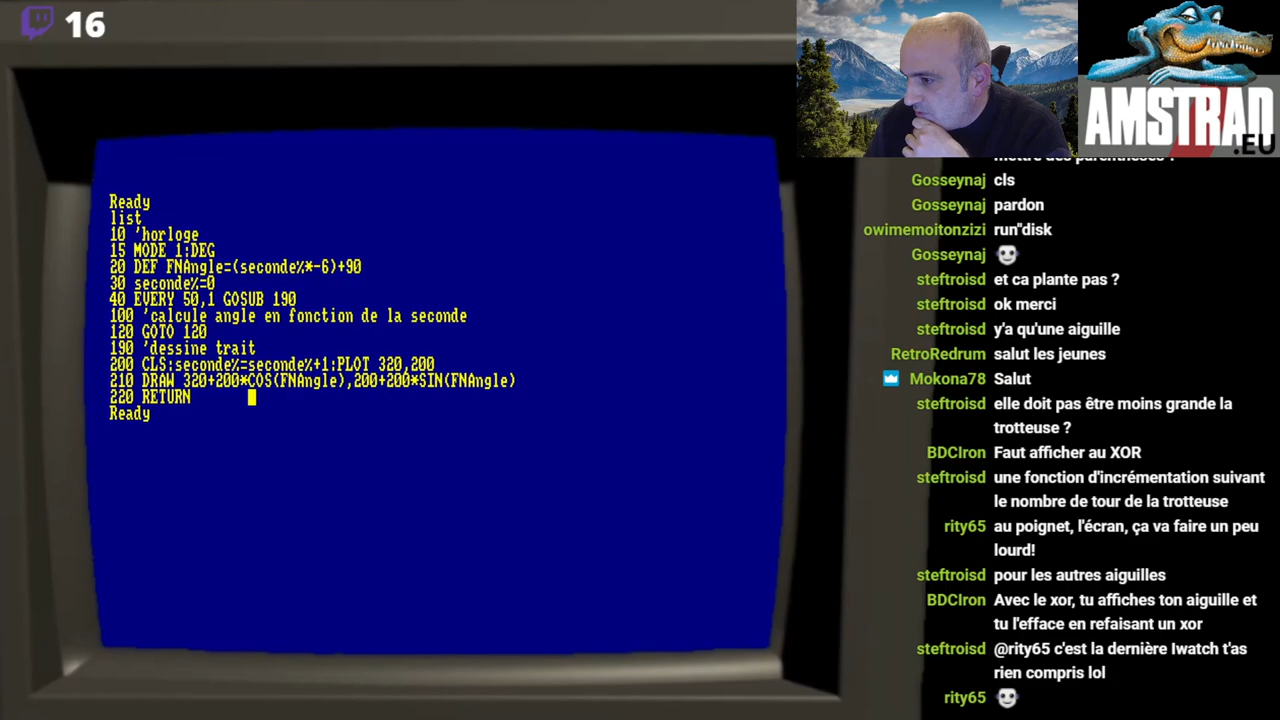 16
Ready
list
10 'horloge
15 MODE 1:DEG
20 DEF FNAngle=(seconde%*-6)+90
30 seconde%=0
40 EVERY 50,1 GOSUB 190
100 'calcule angle en fonction de la seconde
120 GOTO 120
190 'dessine trait
200 CLS:seconde%=seconde%+1:PLOT 320,200
210 DRAW 320+200*COS(FNAngle),200+200*SIN(FNAngle)
220 RETURN
Ready
AMSTRAD
.EU
mettre des parenthèses ?
Gosseynaj cls
Gosseynaj pardon
owimemoitonzizi run"disk
Gosseynaj
steftroisd et ca plante pas ?
steftroisd ok merci
steftroisd y'a qu'une aiguille
RetroRedrum salut les jeunes
Mokona78 Salut
steftroisd elle doit pas être moins grande la
trotteuse ?
BDCIron Faut afficher au XOR
steftroisd une fonction d'incrémentation suivant
le nombre de tour de la trotteuse
rity65 au poignet, l'écran, ça va faire un peu
lourd!
steftroisd pour les autres aiguilles
BDCIron Avec le xor, tu affiches ton aiguille et
tu l'efface en refaisant un xor
steftroisd @rity65 c'est la dernière Iwatch t'as
rien compris lol
rity65